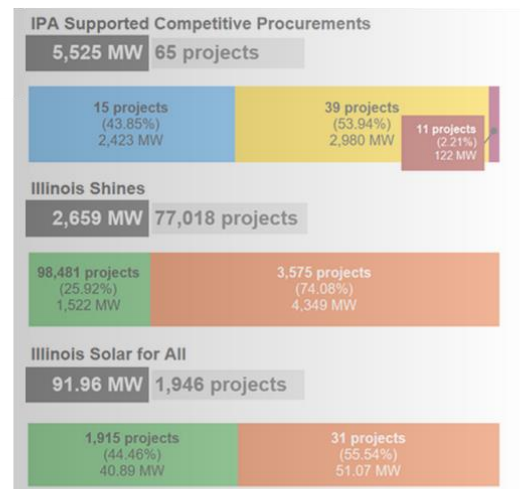 IPA Supported Competitive Procurements
5,525 MW 65 projects
15 projects
(43.85%)
2,423 MW
39 projects
(53.94%)
2,980 MW
11 projects
(2.21%)
122 MW
Illinois Shines
2,659 MW 77,018 projects
98,481 projects
(25.92%)
1,522 MW
3,575 projects
(74.08%)
4,349 MW
Illinois Solar for All
91.96 MW 1,946 projects
1,915 projects
(44.46%)
40.89 MW
31 projects
(55.54%)
51.07 MW